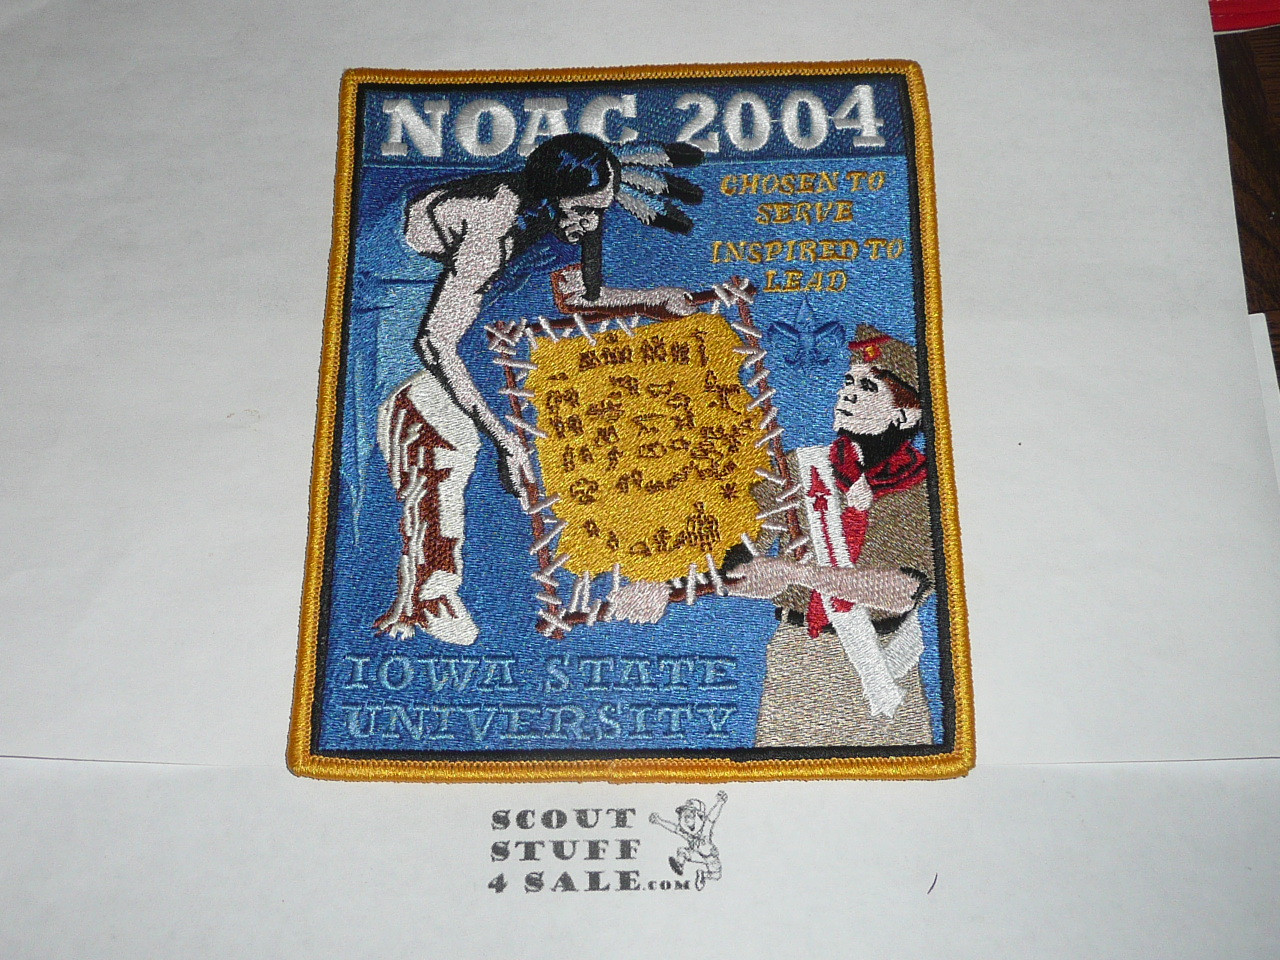 NOAC 2004
CHOSEN TO
SERVE
INSPIRED TO
LEAD
IOWA STATE
UNIVERSITY
SCOUT
STUFF
4 SALE.COM